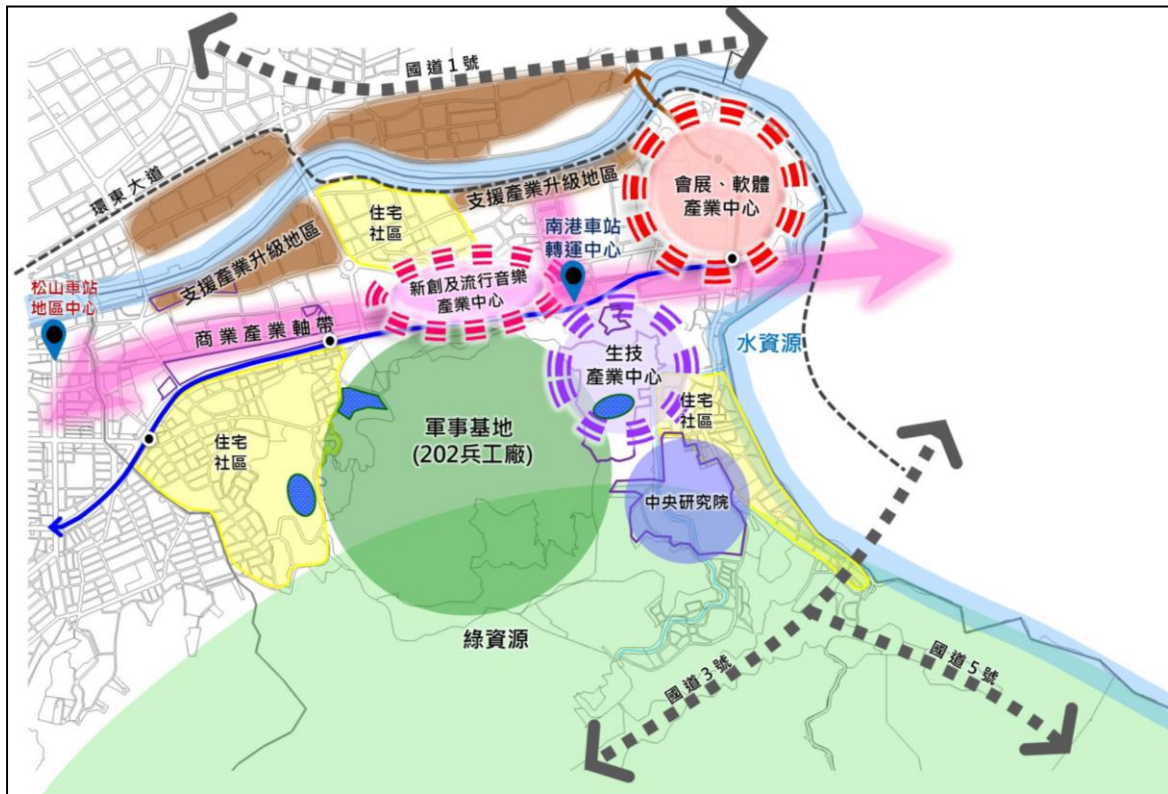 國道1號
環東大道
會展、軟體
產業中心
支援產業升級地區
住宅
社區
南港車站
轉運中心
支援產業升級地區
松山車站
地區中心
新創及流行音樂
產業中心
商業產業軸帶
水資源
生技
產業中心
住宅
社區
住宅
社區
軍事基地
(202兵工廠)
中央研究院
綠資源
國道3號
國道5號